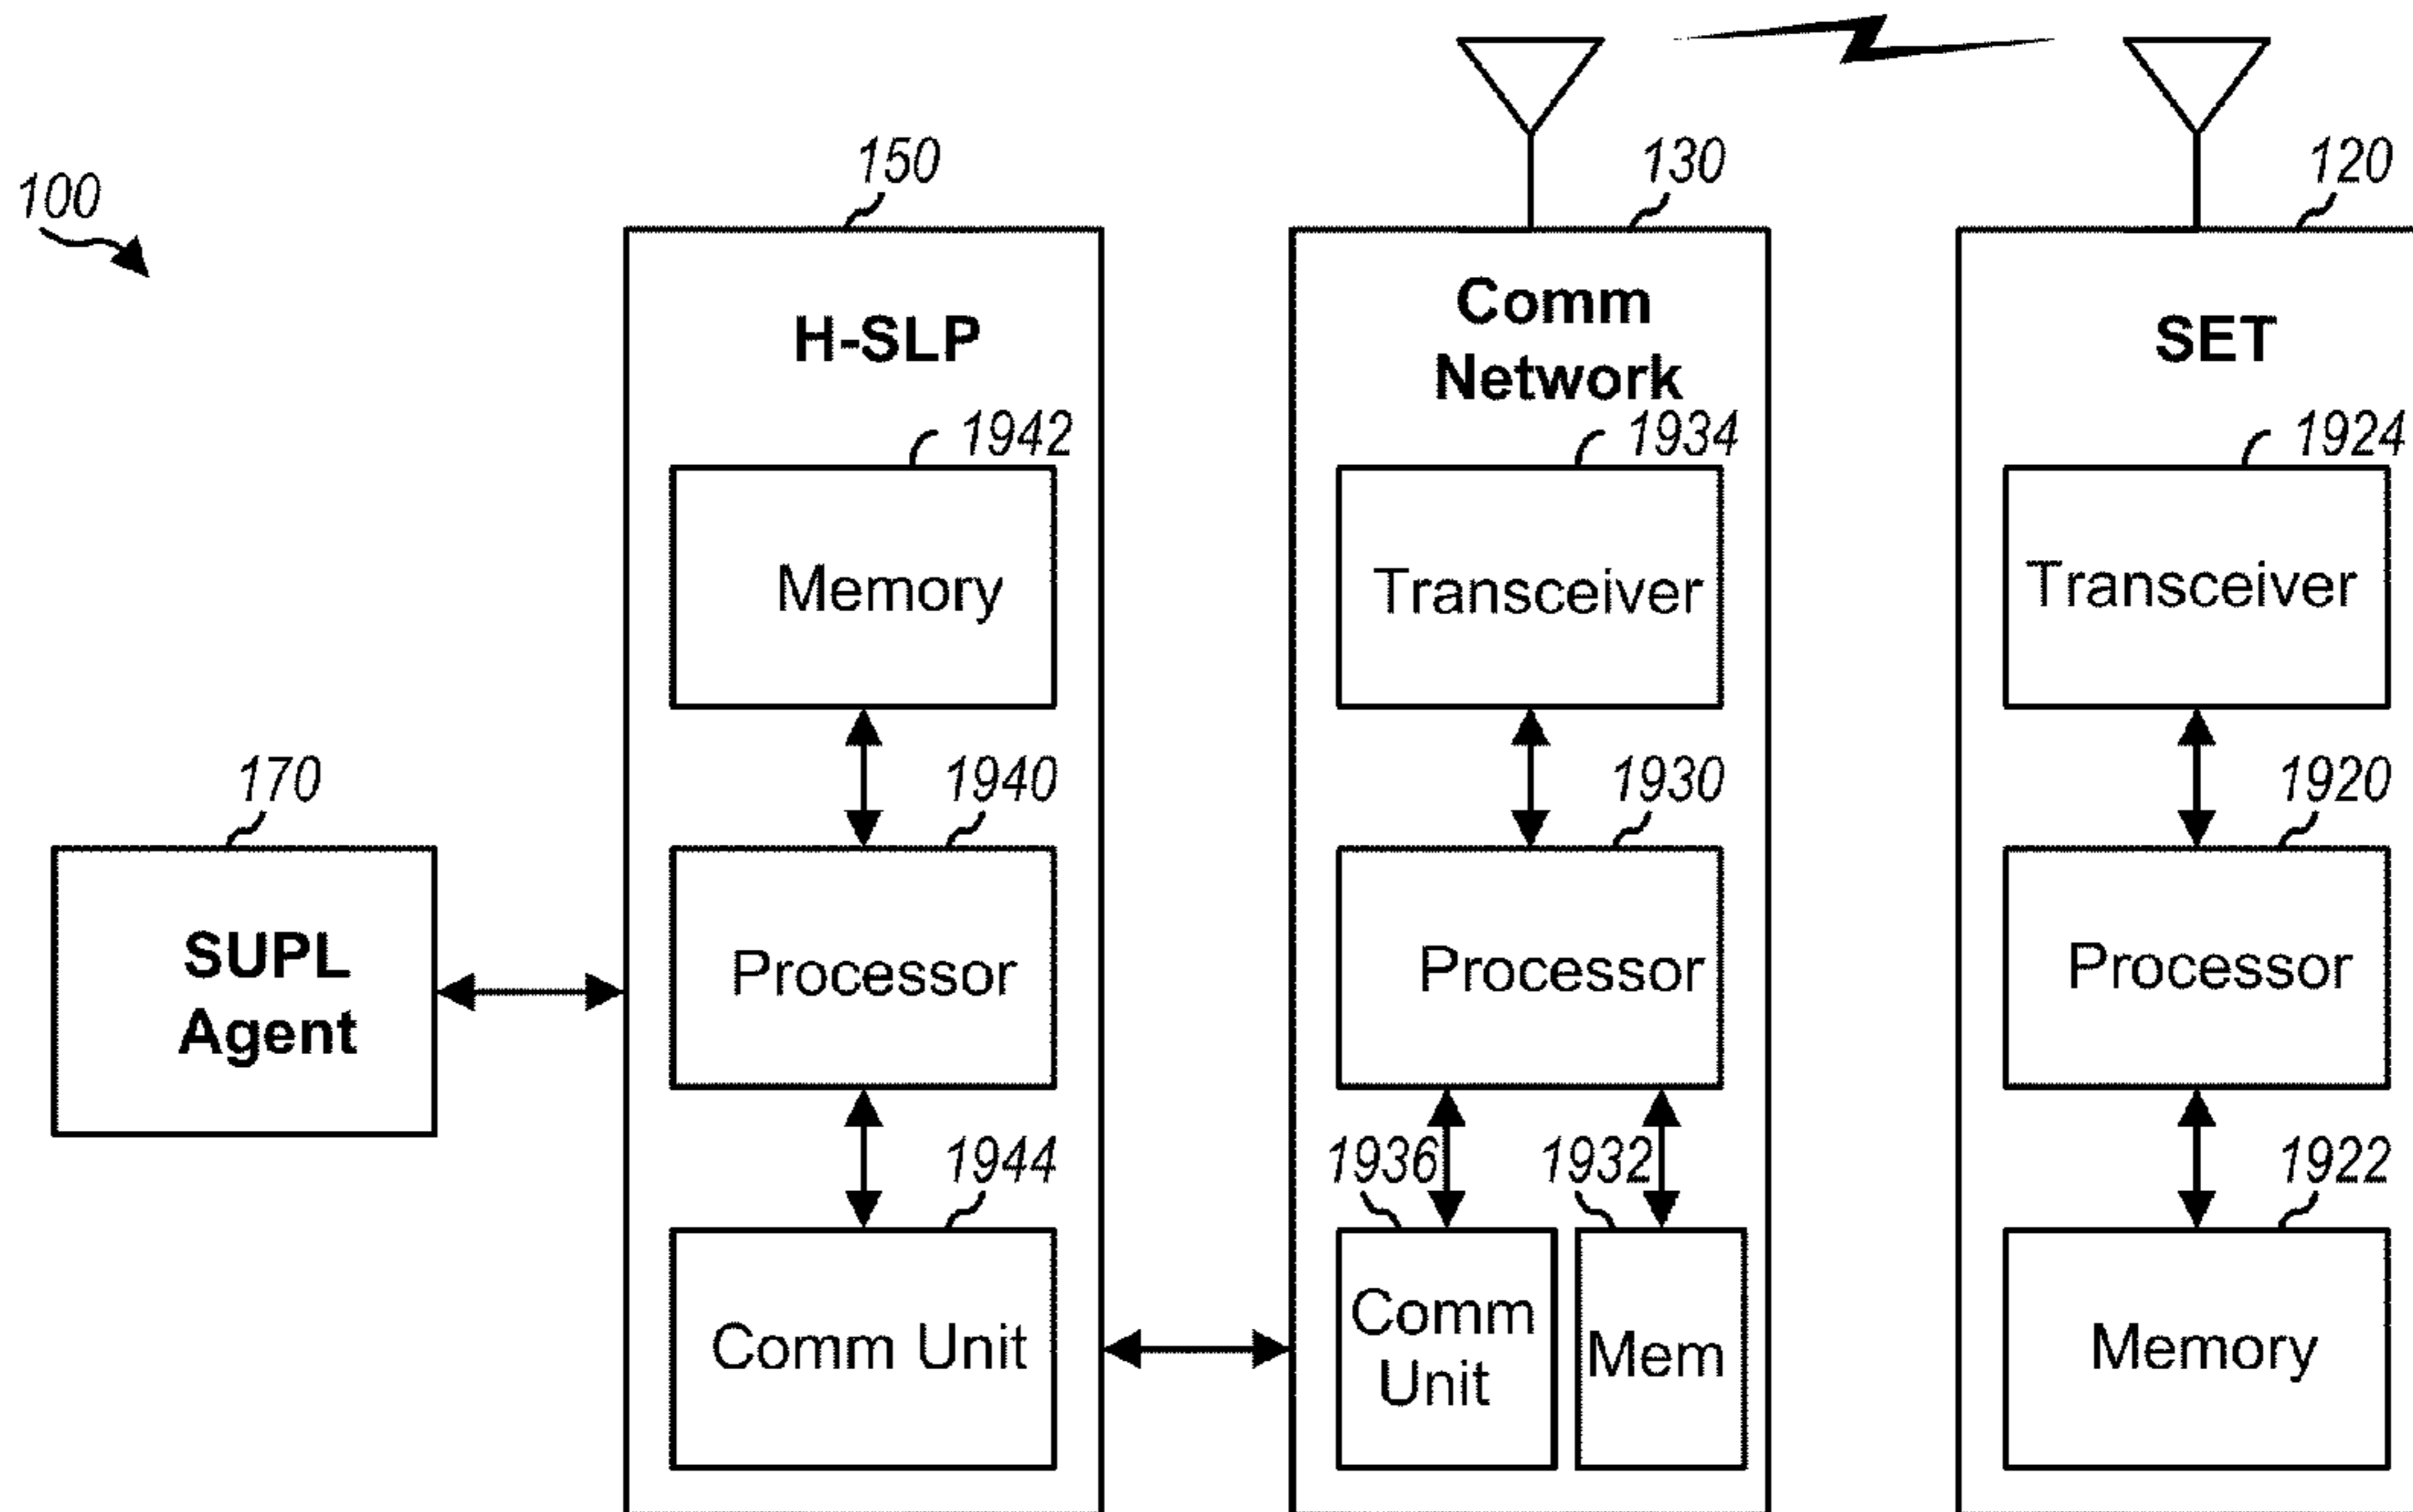 100
150
130
120
H-SLP
Comm
Network
SET
1942
1934
1924
Memory
Transceiver
Transceiver
170
1940
1930
1920
SUPL
Agent
Processor
Processor
Processor
1944
1936
1932
1922
Comm Unit
Comm
Unit
Mem
Memory